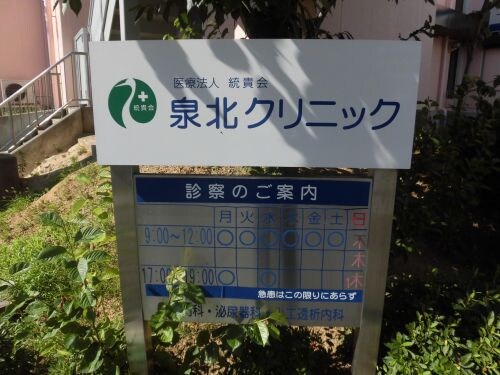 医療法人 統貴会
統貴会
泉北クリニック
診察のご案内
月 火 水 木 金 土 日
9:00〜12:00 〇 〇 〇 〇 〇 〇 休
17:00 19:00 〇 〇 休
急患はこの限りにあらず
科・泌尿器科・ 工透析内科